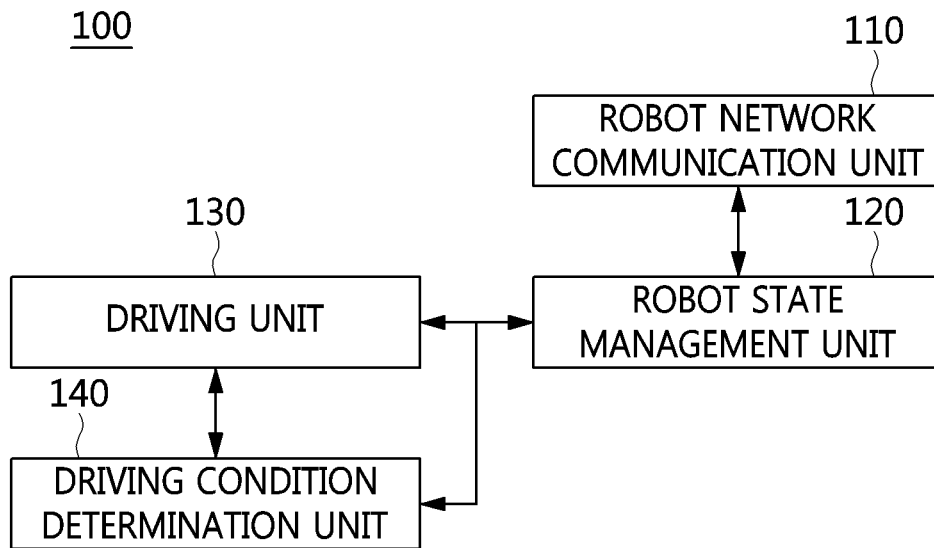 100
110
ROBOT NETWORK
COMMUNICATION UNIT
130
120
DRIVING UNIT
ROBOT STATE
MANAGEMENT UNIT
140
DRIVING CONDITION
DETERMINATION UNIT